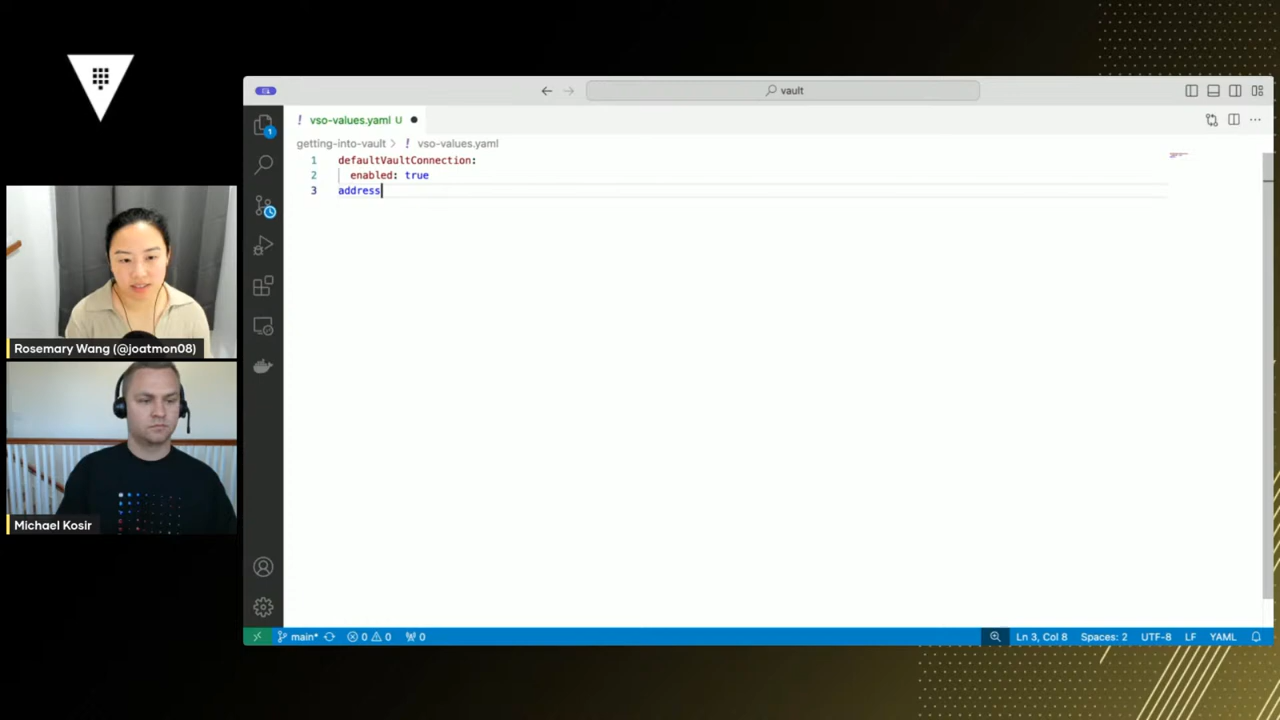 vault
vso-values.yaml U
getting-into-vault > ! vso-values.yaml
1 defaultVaultConnection:
2 enabled: true
3 address
1
Rosemary Wang (@joatmon08)
Michael Kosir
main* 0 0 0
Ln 3, Col 8 Spaces: 2 UTF-8 LF YAML